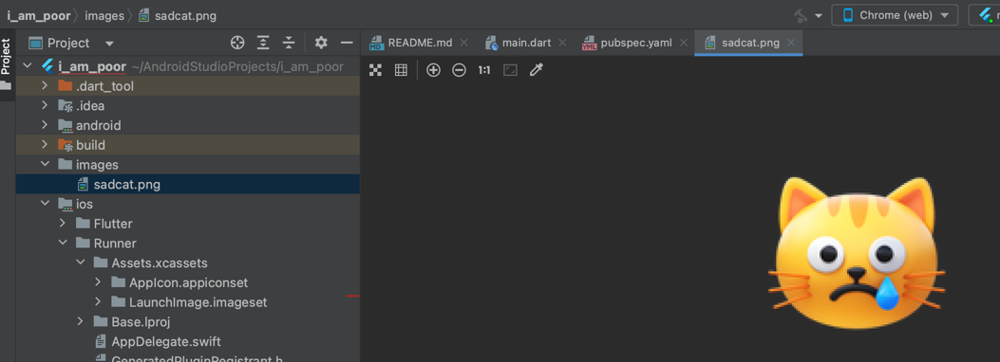 i_am_poor images sadcat.png Chrome (web)
Project Project README.md main.dart pubspec.yaml sadcat.png
i_am_poor ~/AndroidStudioProjects/i_am_poor
.dart_tool 1:1
.idea
android
build
images
sadcat.png
ios
Flutter
Runner
Assets.xcassets
AppIcon.appiconset
LaunchImage.imageset
Base.lproj
AppDelegate.swift
GeneratedPluginRegistrant.h